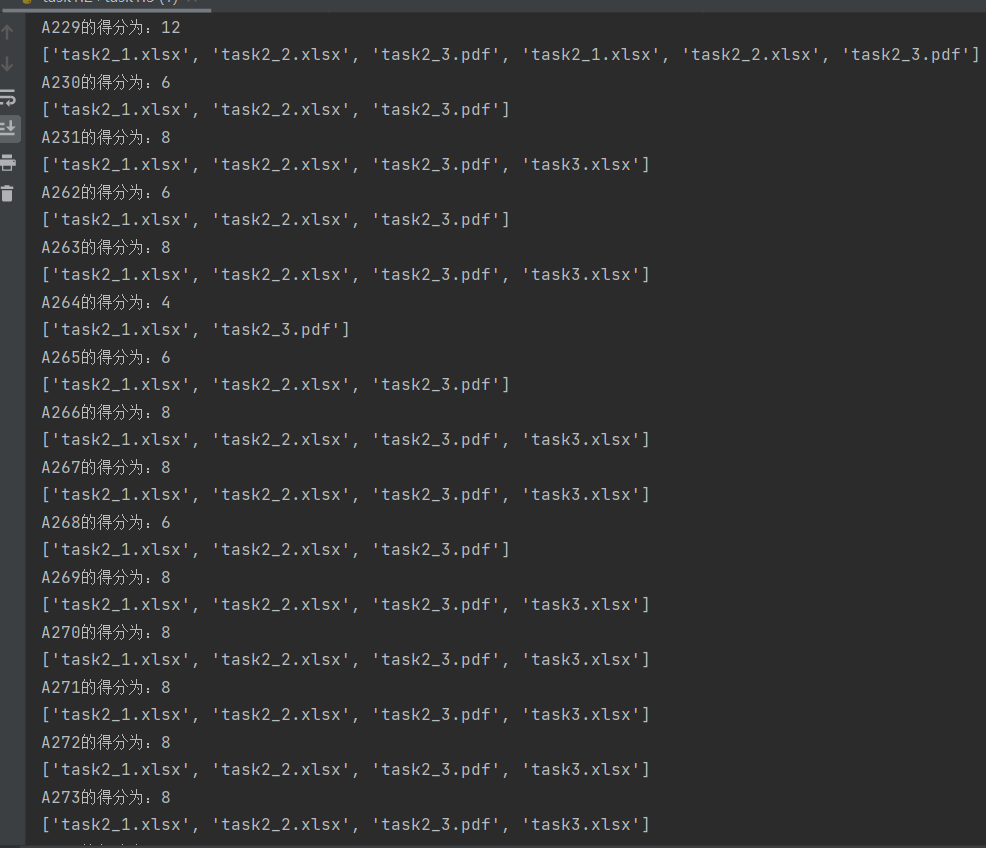 A229的得分为：12
['task2_1.xlsx', 'task2_2.xlsx', 'task2_3.pdf', 'task2_1.xlsx', 'task2_2.xlsx', 'task2_3.pdf']
A230的得分为：6
['task2_1.xlsx', 'task2_2.xlsx', 'task2_3.pdf']
A231的得分为：8
['task2_1.xlsx', 'task2_2.xlsx', 'task2_3.pdf', 'task3.xlsx']
A262的得分为：6
['task2_1.xlsx', 'task2_2.xlsx', 'task2_3.pdf']
A263的得分为：8
['task2_1.xlsx', 'task2_2.xlsx', 'task2_3.pdf', 'task3.xlsx']
A264的得分为：4
['task2_1.xlsx', 'task2_3.pdf']
A265的得分为：6
['task2_1.xlsx', 'task2_2.xlsx', 'task2_3.pdf']
A266的得分为：8
['task2_1.xlsx', 'task2_2.xlsx', 'task2_3.pdf', 'task3.xlsx']
A267的得分为：8
['task2_1.xlsx', 'task2_2.xlsx', 'task2_3.pdf', 'task3.xlsx']
A268的得分为：6
['task2_1.xlsx', 'task2_2.xlsx', 'task2_3.pdf']
A269的得分为：8
['task2_1.xlsx', 'task2_2.xlsx', 'task2_3.pdf', 'task3.xlsx']
A270的得分为：8
['task2_1.xlsx', 'task2_2.xlsx', 'task2_3.pdf', 'task3.xlsx']
A271的得分为：8
['task2_1.xlsx', 'task2_2.xlsx', 'task2_3.pdf', 'task3.xlsx']
A272的得分为：8
['task2_1.xlsx', 'task2_2.xlsx', 'task2_3.pdf', 'task3.xlsx']
A273的得分为：8
['task2_1.xlsx', 'task2_2.xlsx', 'task2_3.pdf', 'task3.xlsx']